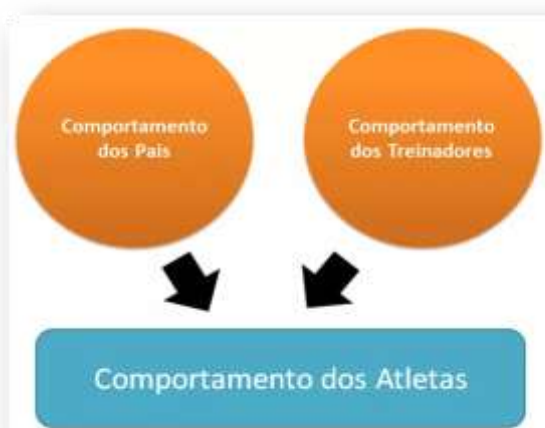 Comportamento
dos Pais
Comportamento
dos Treinadores
Comportamento dos Atletas